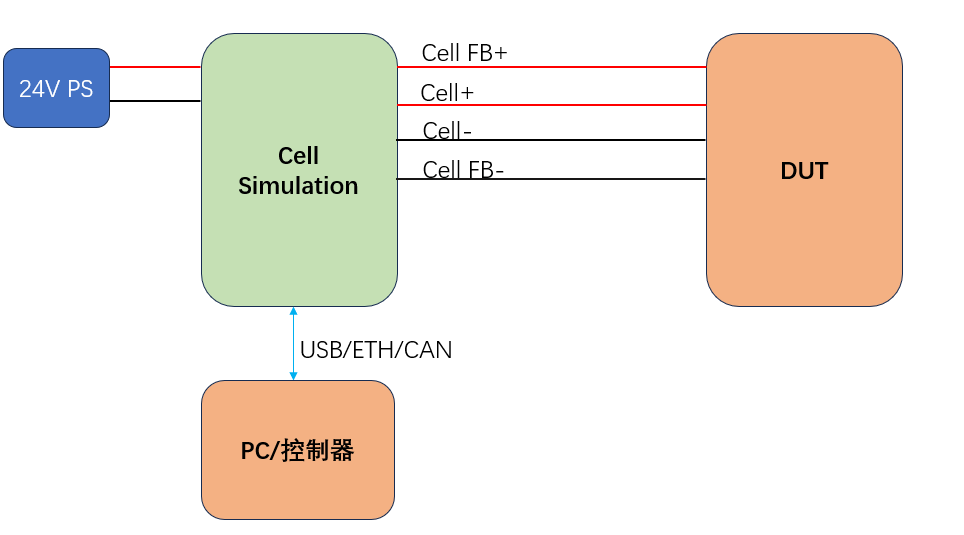 24V PS
Cell
Simulation
Cell FB+
Cell+
Cell-
Cell FB-
DUT
USB/ETH/CAN
PC/控制器